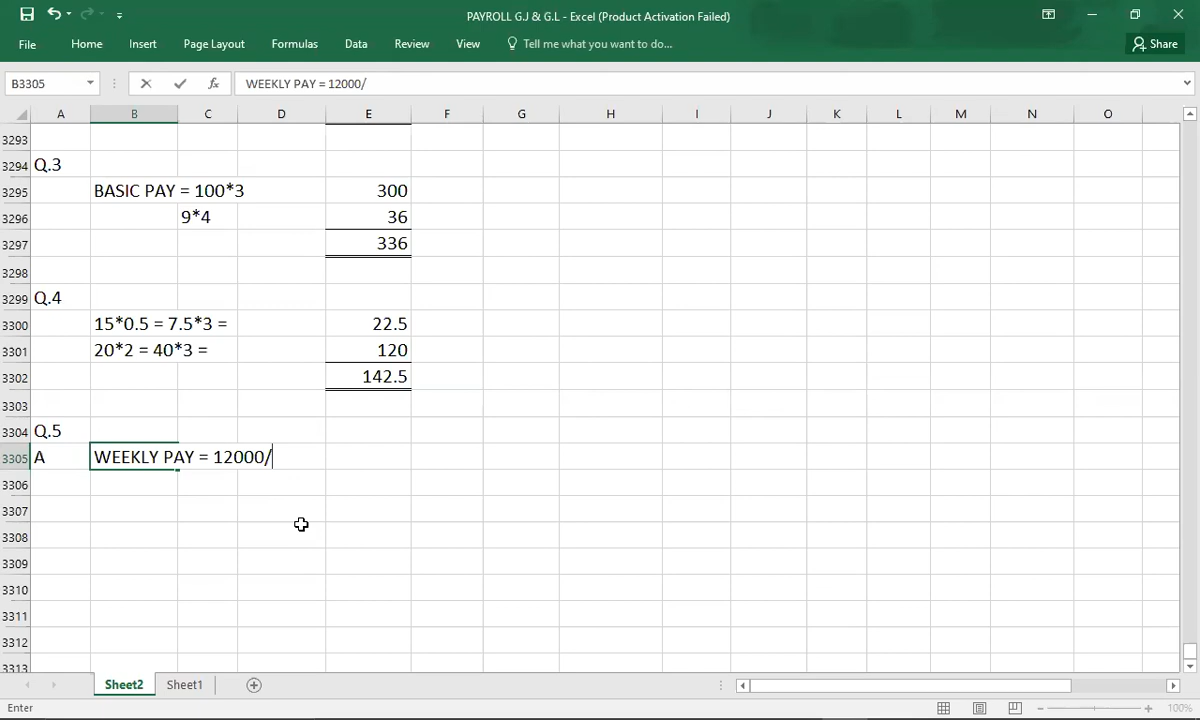 PAYROLL G.J & G.L - Excel (Product Activation Failed)
File Home Insert Page Layout Formulas Data Review View Tell me what you want to do... Share
B3305 fx WEEKLY PAY = 12000/
A B C D E F G H I J K L M N O
3293
3294 Q.3
3295 BASIC PAY = 100*3 300
3296 9*4 36
3297 336
3298
3299 Q.4
3300 15*0.5 = 7.5*3 = 22.5
3301 20*2 = 40*3 = 120
3302 142.5
3303
3304 Q.5
3305 A WEEKLY PAY = 12000/
3306
3307
3308
3309
3310
3311
3312
3313
Sheet2 Sheet1
Enter 100%